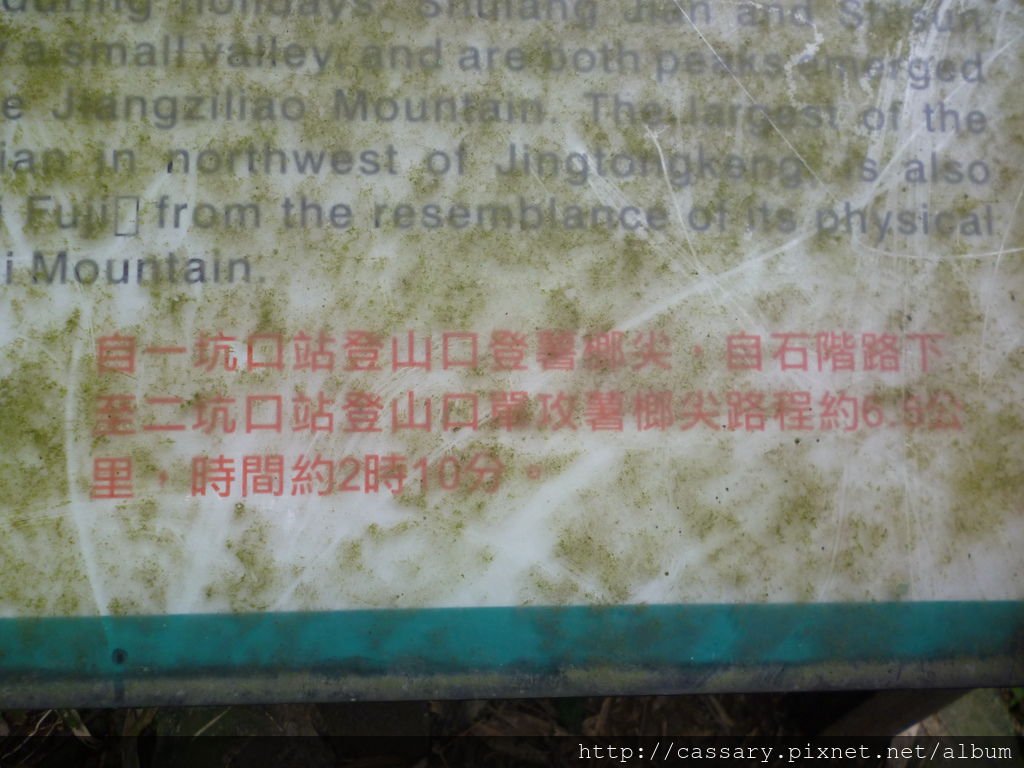 during holidays. Shulang Jian and Shisun
a small valley, and are both peaks emerged
e Jiangziliao Mountain. The largest of the
ian in northwest of Jingtongkeng, is also
Fuji□ from the resemblance of its physical
i Mountain.
自一坑口站登山口登薯榔尖，自石階路下
至二坑口站登山口單攻薯榔尖路程約公
里，時間約2時10分。
http://cassary.pixnet.net/album